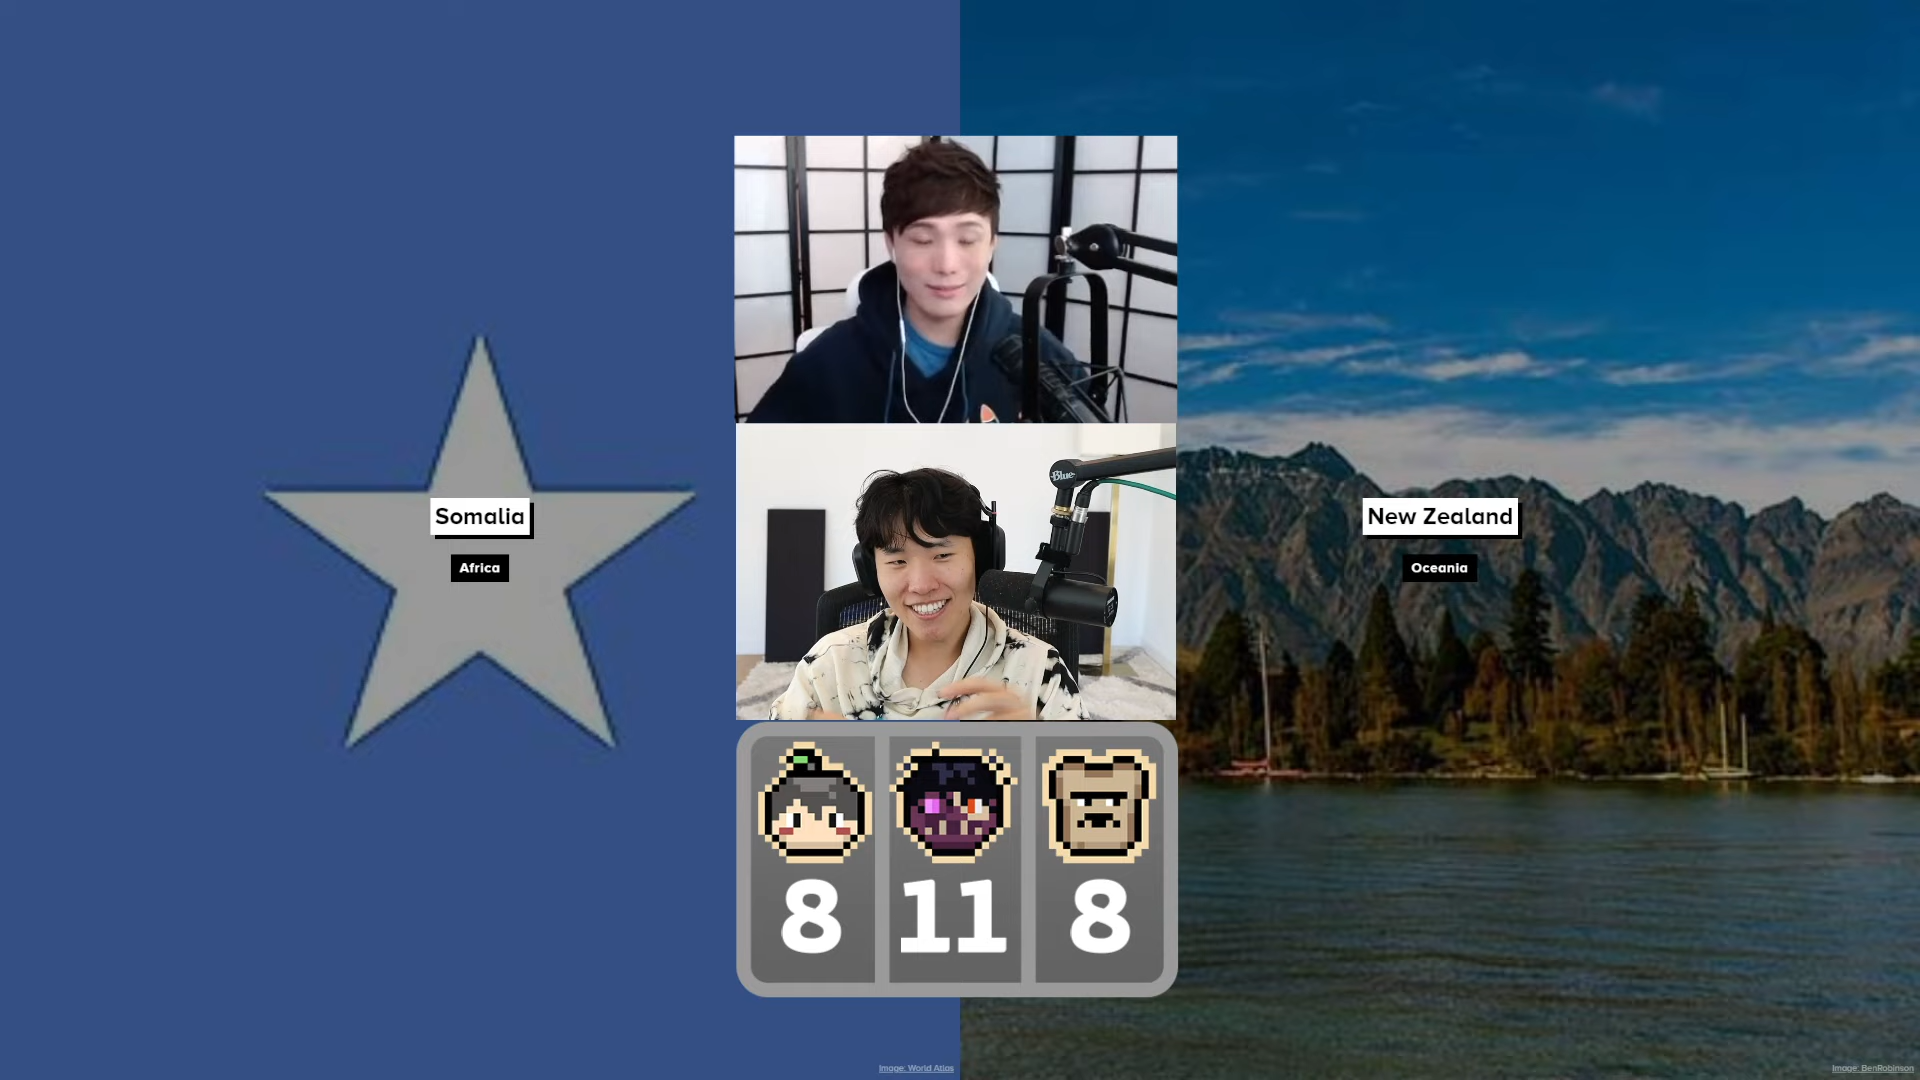 Somalia
Africa
New Zealand
Oceania
Blue
8
11
8
Image: World Atlas
Image: BenRobinson